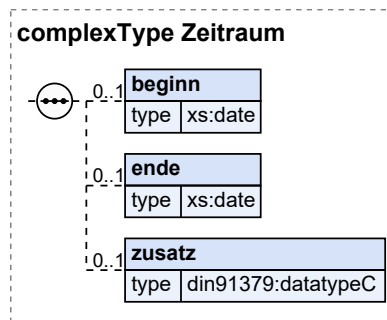 complexType Zeitraum
0..1 beginn
type xs:date
0..1 ende
type xs:date
0..1 zusatz
type din91379:datatypeC